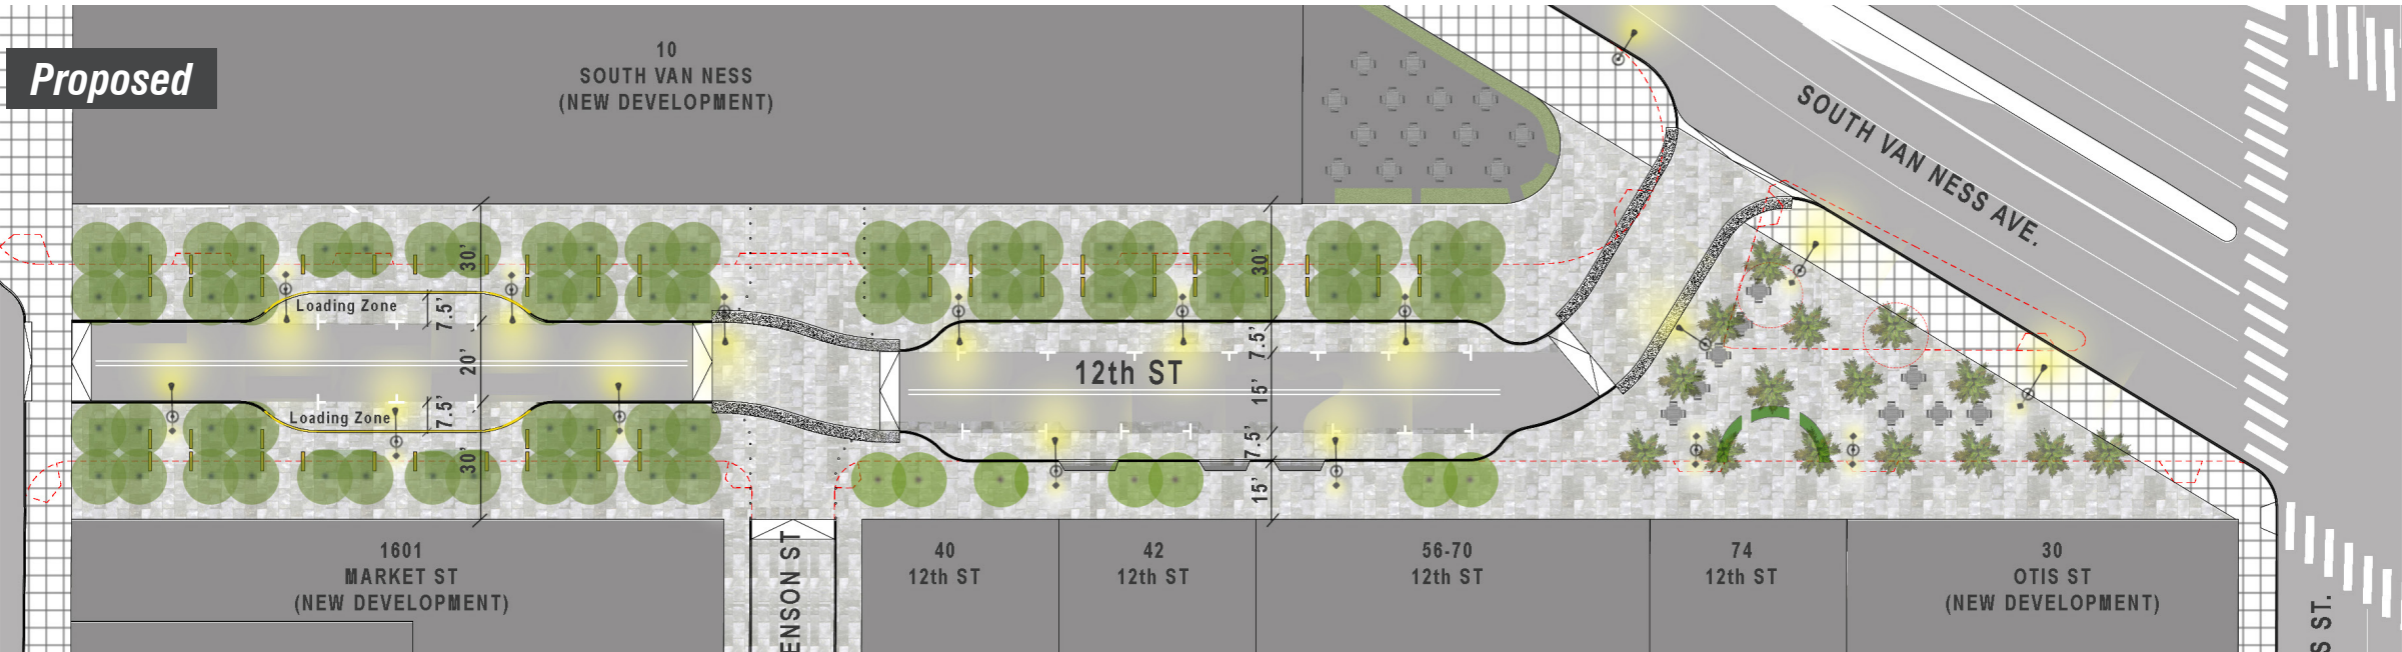 Proposed
10
SOUTH VAN NESS
(NEW DEVELOPMENT)
SOUTH VAN NESS AVE.
30'
30'
Loading Zone
7.5'
20'
7.5'
12th ST
15'
Loading Zone
7.5'
7.5'
30'
15'
1601
MARKET ST
(NEW DEVELOPMENT)
ENSON ST
40
12th ST
42
12th ST
56-70
12th ST
74
12th ST
30
OTIS ST
(NEW DEVELOPMENT)
S ST.